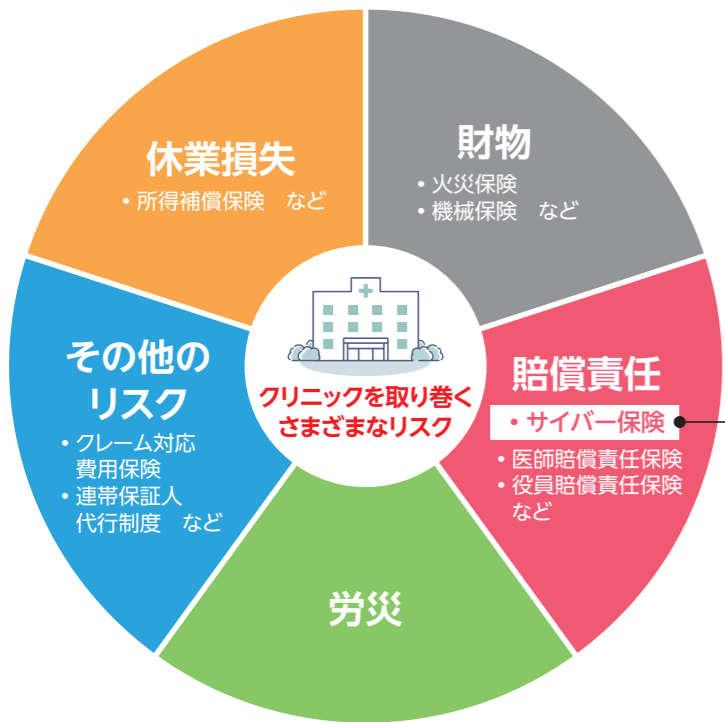 休業損失
・所得補償保険　など
財物
・火災保険
・機械保険　など
その他の
リスク
・クレーム対応
費用保険
・連帯保証人
代行制度　など
クリニックを取り巻く
さまざまなリスク
賠償責任
・サイバー保険
・医師賠償責任保険
・役員賠償責任保険
など
労災